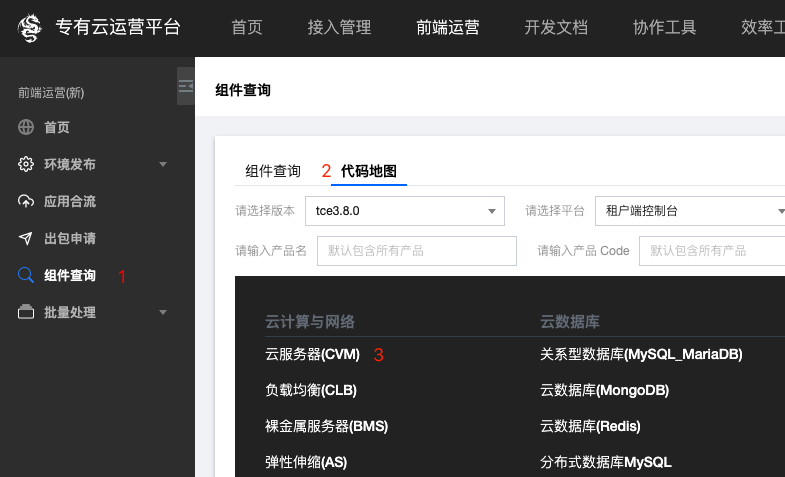 专有云运营平台 首页 接入管理 前端运营 开发文档 协作工具 效率工
前端运营(新)
首页
环境发布
应用合流
出包申请
组件查询 1
批量处理
组件查询
组件查询 2 代码地图
请选择版本 tce3.8.0 请选择平台 租户端控制台
请输入产品名 默认包含所有产品 请输入产品 Code 默认包含所有产品
云计算与网络 云数据库
云服务器(CVM) 3 关系型数据库(MySQL_MariaDB)
负载均衡(CLB) 云数据库(MongoDB)
裸金属服务器(BMS) 云数据库(Redis)
弹性伸缩(AS) 分布式数据库MySQL